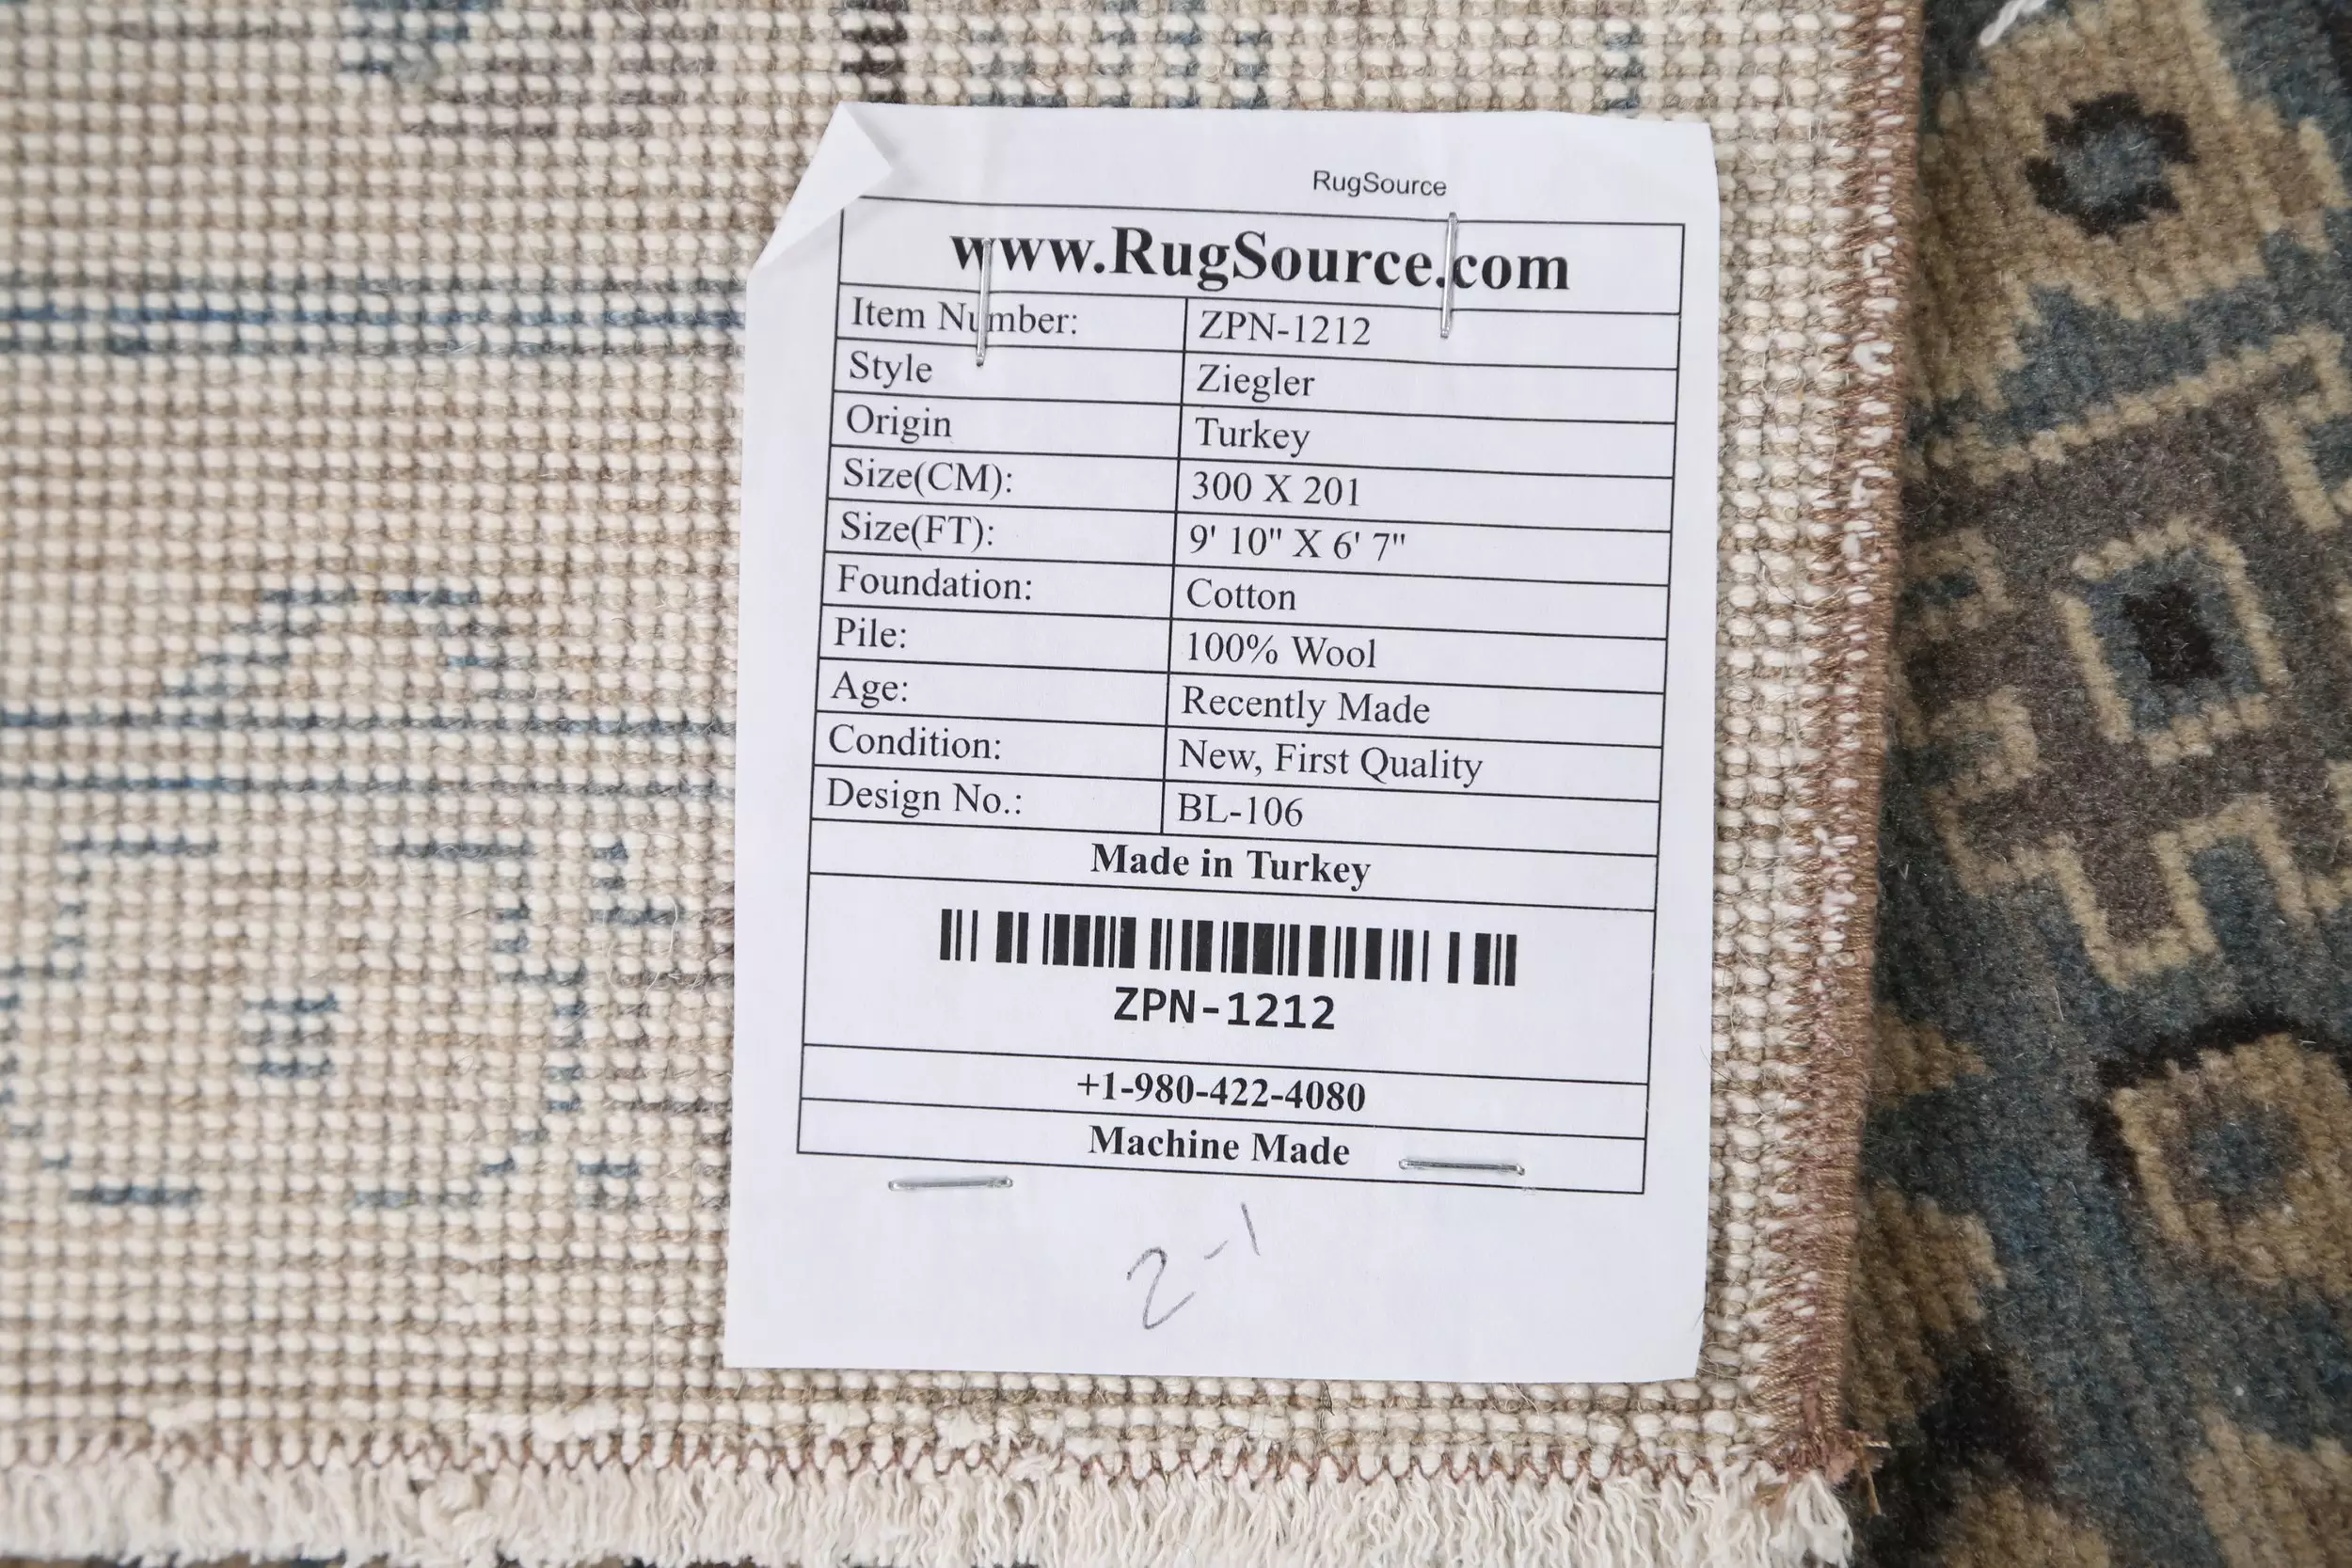 RugSource
www.RugSource.com
Item Number: ZPN-1212
Style Ziegler
Origin Turkey
Size(CM): 300 X 201
Size(FT): 9' 10" X 6' 7"
Foundation: Cotton
Pile: 100% Wool
Age: Recently Made
Condition: New, First Quality
Design No.: BL-106
Made in Turkey
ZPN-1212
+1-980-422-4080
Machine Made
2-1